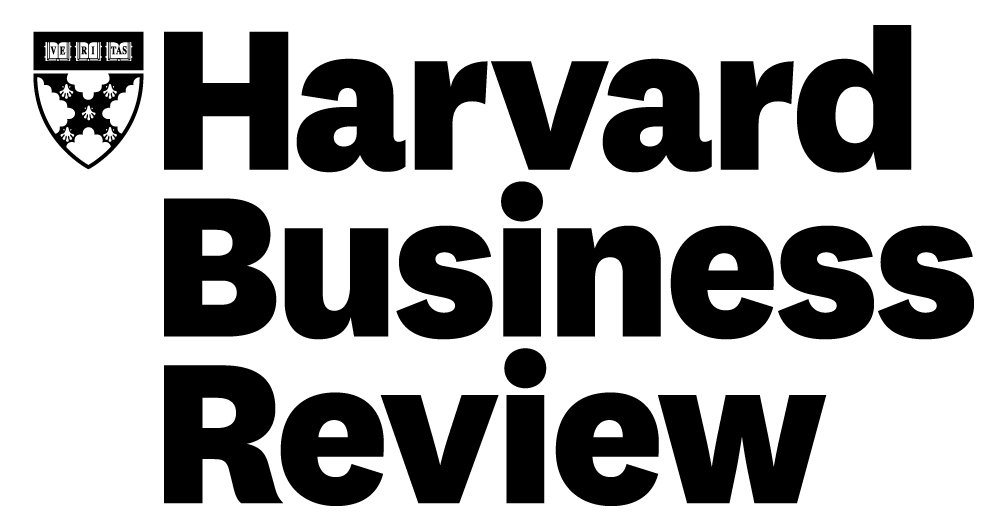 VE RI TAS
Harvard
Business
Review